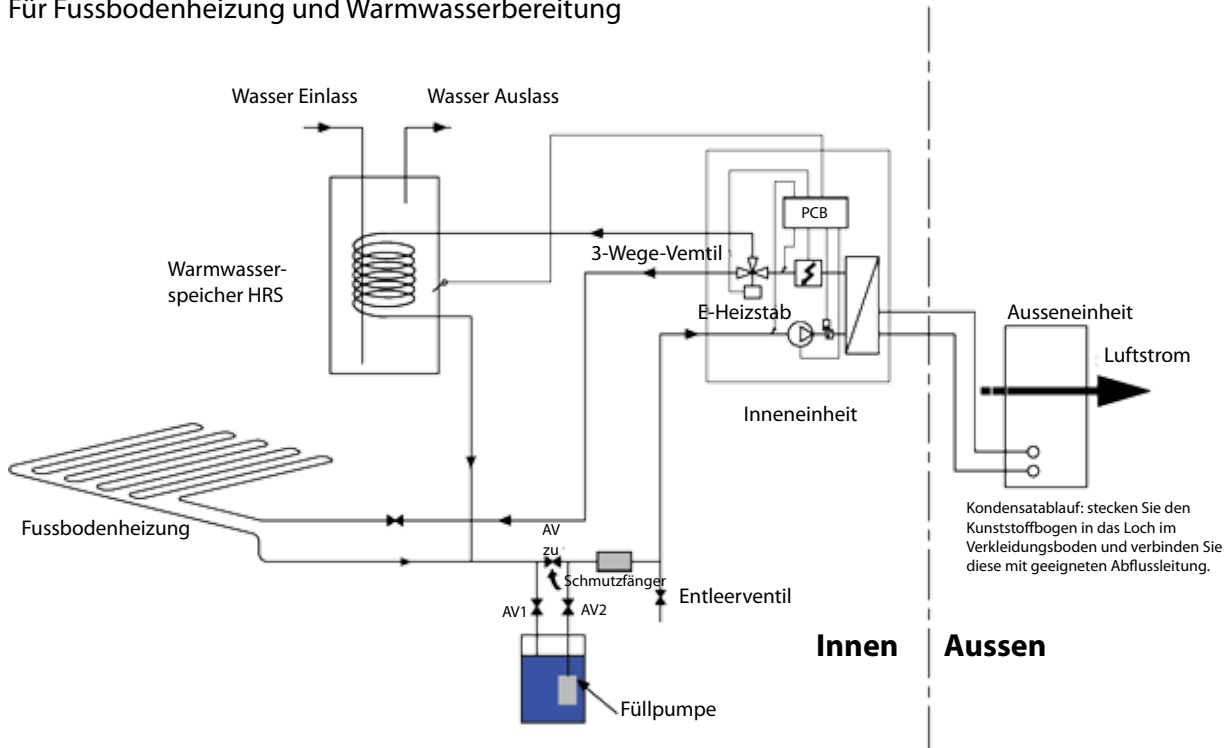 Für Fussbodenheizung und Warmwasserbereitung
Wasser Einlass
Wasser Auslass
PCB
3-Wege-Vemtil
Warmwasser-
speicher HRS
E-Heizstab
Ausseneinheit
Luftstrom
Inneneinheit
Kondensatablauf: stecken Sie den
Kunststoffbogen in das Loch im
Verkleidungsboden und verbinden Sie
diese mit geeigneten Abflussleitung.
Fussbodenheizung
AV
zu
Schmutzfänger
Entleerventil
AV1
AV2
Innen
Aussen
Füllpumpe